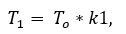 T₁ = Tₒ * k1,